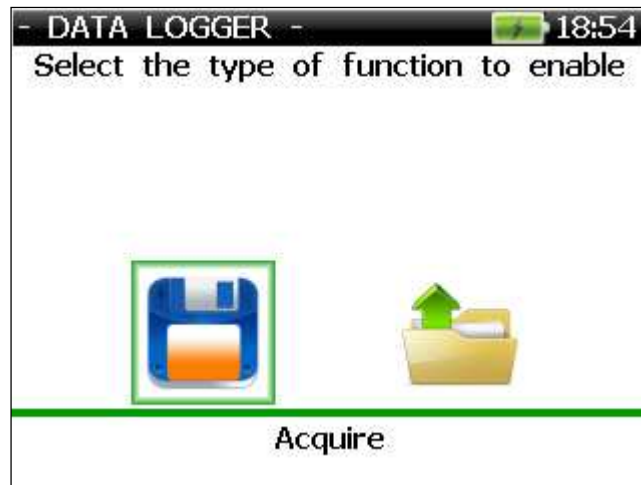 - DATA LOGGER - 18:54
Select the type of function to enable
Acquire